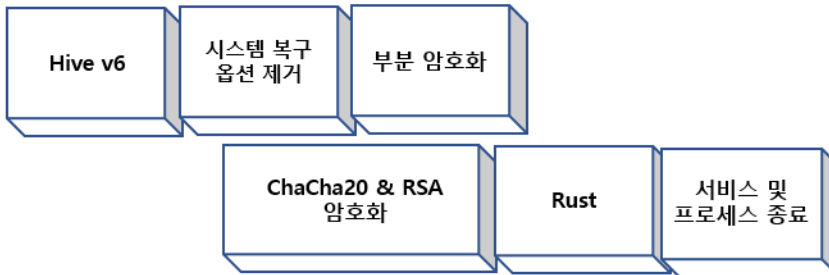 Hive v6
시스템 복구
옵션 제거
부분 암호화
ChaCha20 & RSA
암호화
Rust
서비스 및
프로세스 종료